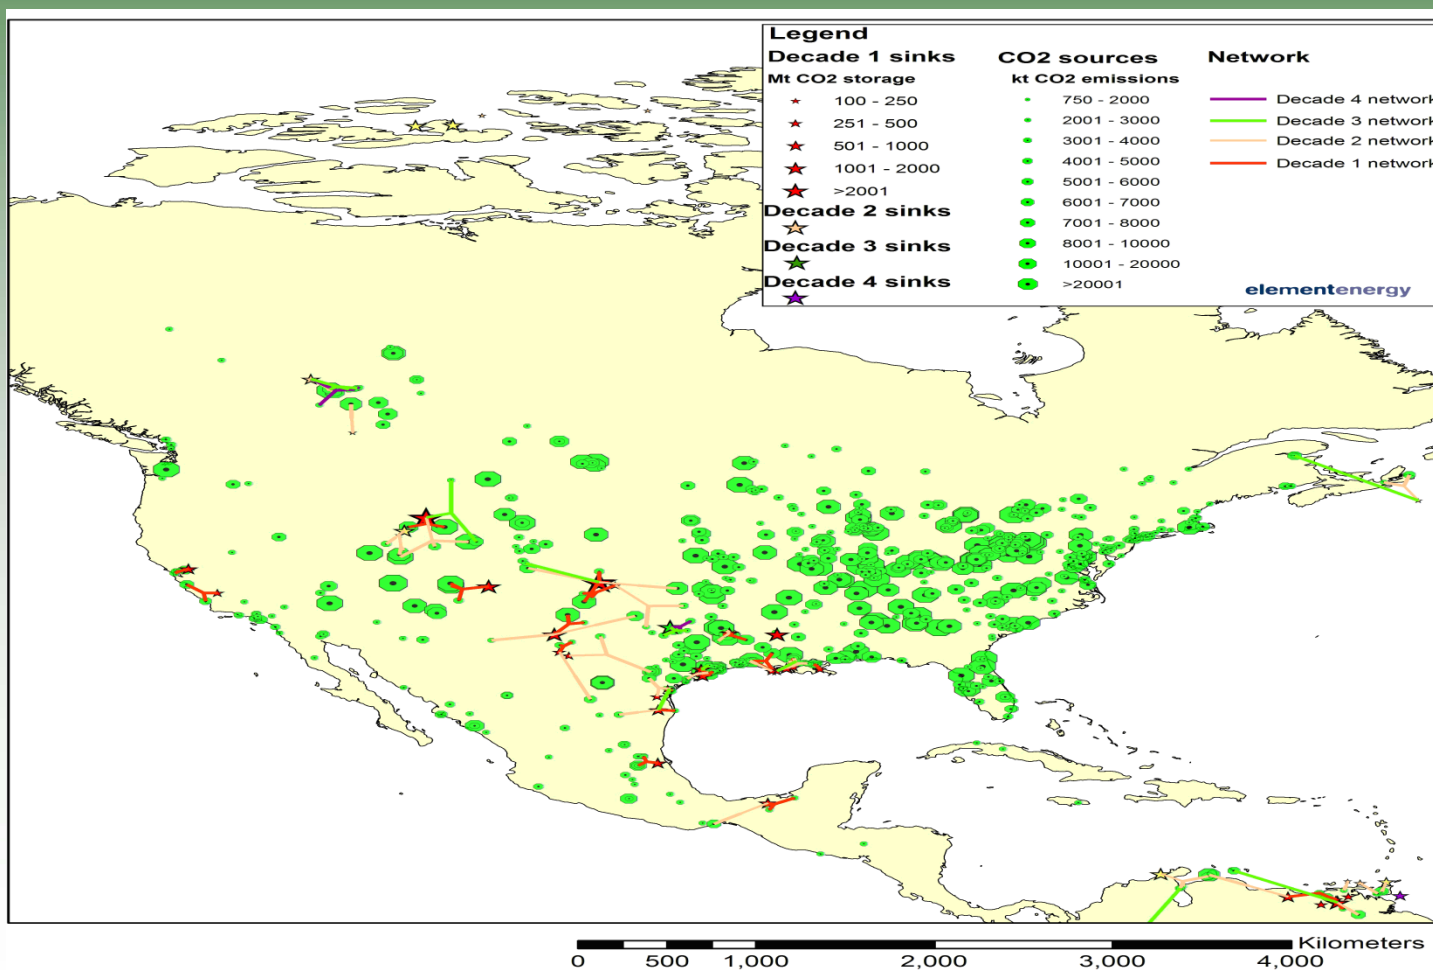 Legend
Decade 1 sinks
Mt CO2 storage
100 - 250
251 - 500
501 - 1000
1001 - 2000
>2001
Decade 2 sinks
Decade 3 sinks
Decade 4 sinks
CO2 sources
kt CO2 emissions
750 - 2000
2001 - 3000
3001 - 4000
4001 - 5000
5001 - 6000
6001 - 7000
7001 - 8000
8001 - 10000
10001 - 20000
>20001
Network
Decade 4 network
Decade 3 network
Decade 2 network
Decade 1 network
elementenergy
Kilometers
0 500 1,000 2,000 3,000 4,000